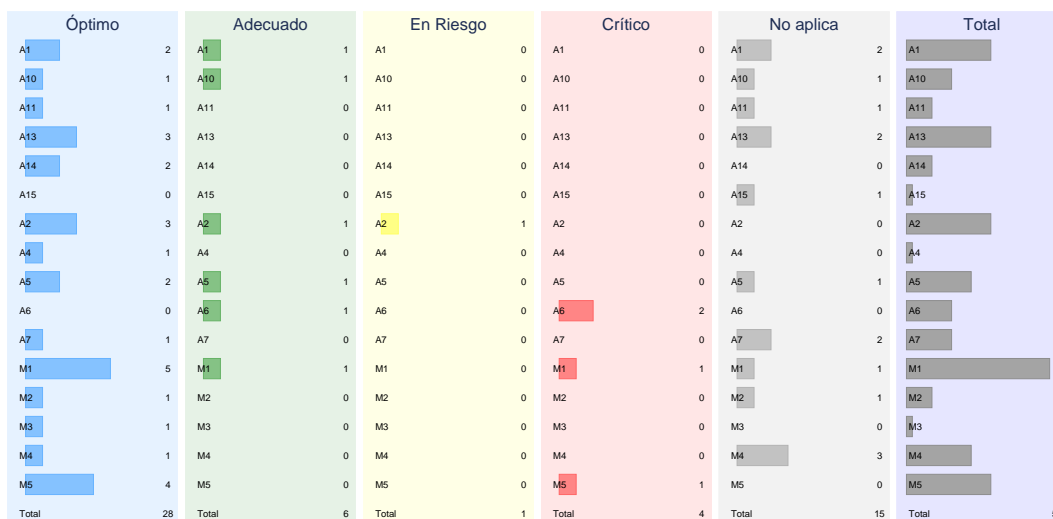 Óptimo Adecuado En Riesgo Crítico No aplica Total
A1 2 A1 1 A1 0 A1 0 A1 2 A1
A10 1 A10 1 A10 0 A10 0 A10 1 A10
A11 1 A11 0 A11 0 A11 0 A11 1 A11
A13 3 A13 0 A13 0 A13 0 A13 2 A13
A14 2 A14 0 A14 0 A14 0 A14 0 A14
A15 0 A15 0 A15 0 A15 0 A15 1 A15
A2 3 A2 1 A2 1 A2 0 A2 0 A2
A4 1 A4 0 A4 0 A4 0 A4 0 A4
A5 2 A5 1 A5 0 A5 0 A5 1 A5
A6 0 A6 1 A6 0 A6 2 A6 0 A6
A7 1 A7 0 A7 0 A7 0 A7 2 A7
M1 5 M1 1 M1 0 M1 1 M1 1 M1
M2 1 M2 0 M2 0 M2 0 M2 1 M2
M3 1 M3 0 M3 0 M3 0 M3 0 M3
M4 1 M4 0 M4 0 M4 0 M4 3 M4
M5 4 M5 0 M5 0 M5 1 M5 0 M5
Total 28 Total 6 Total 1 Total 4 Total 15 Total